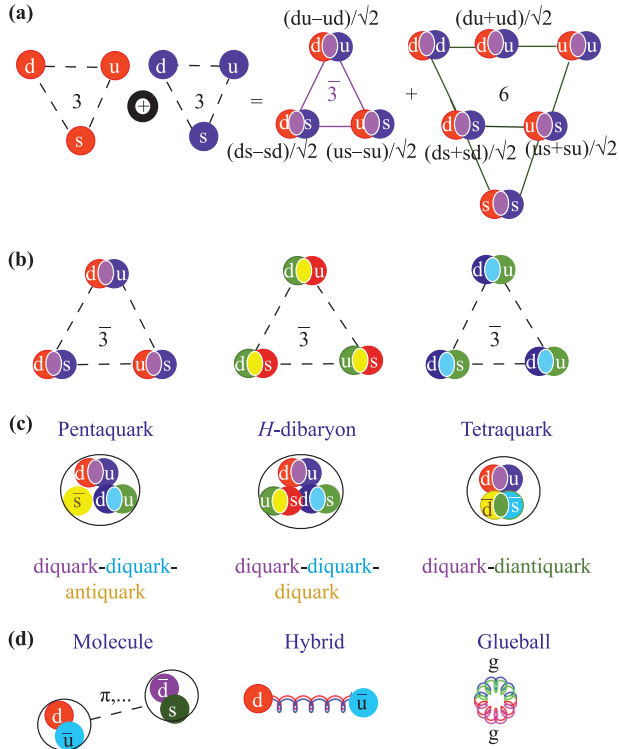 (a)
(du–ud)/√2
(du+ud)/√2
d u d u d u d d d u u u
3 + 3 = 3̅ + 6
s s d s u s d s u s
(ds–sd)/√2 (us–su)/√2 (ds+sd)/√2 (us+su)/√2
s s
(b)
d u d u d u
3̅ 3̅ 3̅
d s u s d s u s d s d u
(c)
Pentaquark H-dibaryon Tetraquark
d u d u d u
s̅ d u u s d s d̅ s̅
diquark-diquark- diquark-diquark- diquark-diantiquark
antiquark diquark
(d)
Molecule Hybrid Glueball
g
π,... d̅
d s d u̅
u̅ g